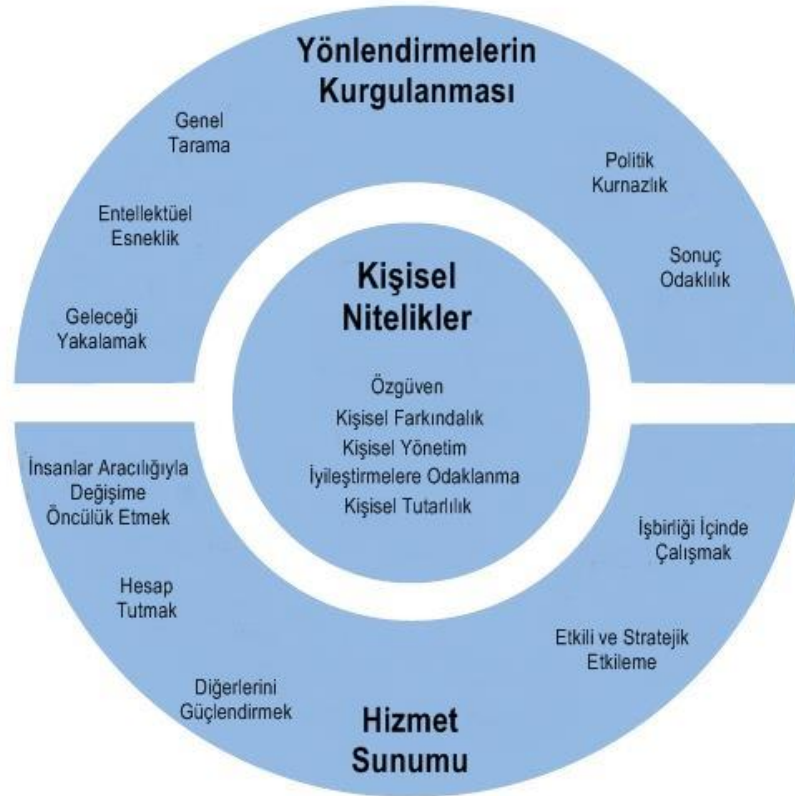 Yönlendirmelerin
Kurgulanması
Genel
Tarama
Entellektüel
Esneklik
Geleceği
Yakalamak
Politik
Kurnazlık
Sonuç
Odaklılık
Kişisel
Nitelikler
Özgüven
Kişisel Farkındalık
Kişisel Yönetim
İyileştirmelere Odaklanma
Kişisel Tutarlılık
İnsanlar Aracılığıyla
Değişime
Öncülük Etmek
Hesap
Tutmak
Diğerlerini
Güçlendirmek
İşbirliği İçinde
Çalışmak
Etkili ve Stratejik
Etkileme
Hizmet
Sunumu